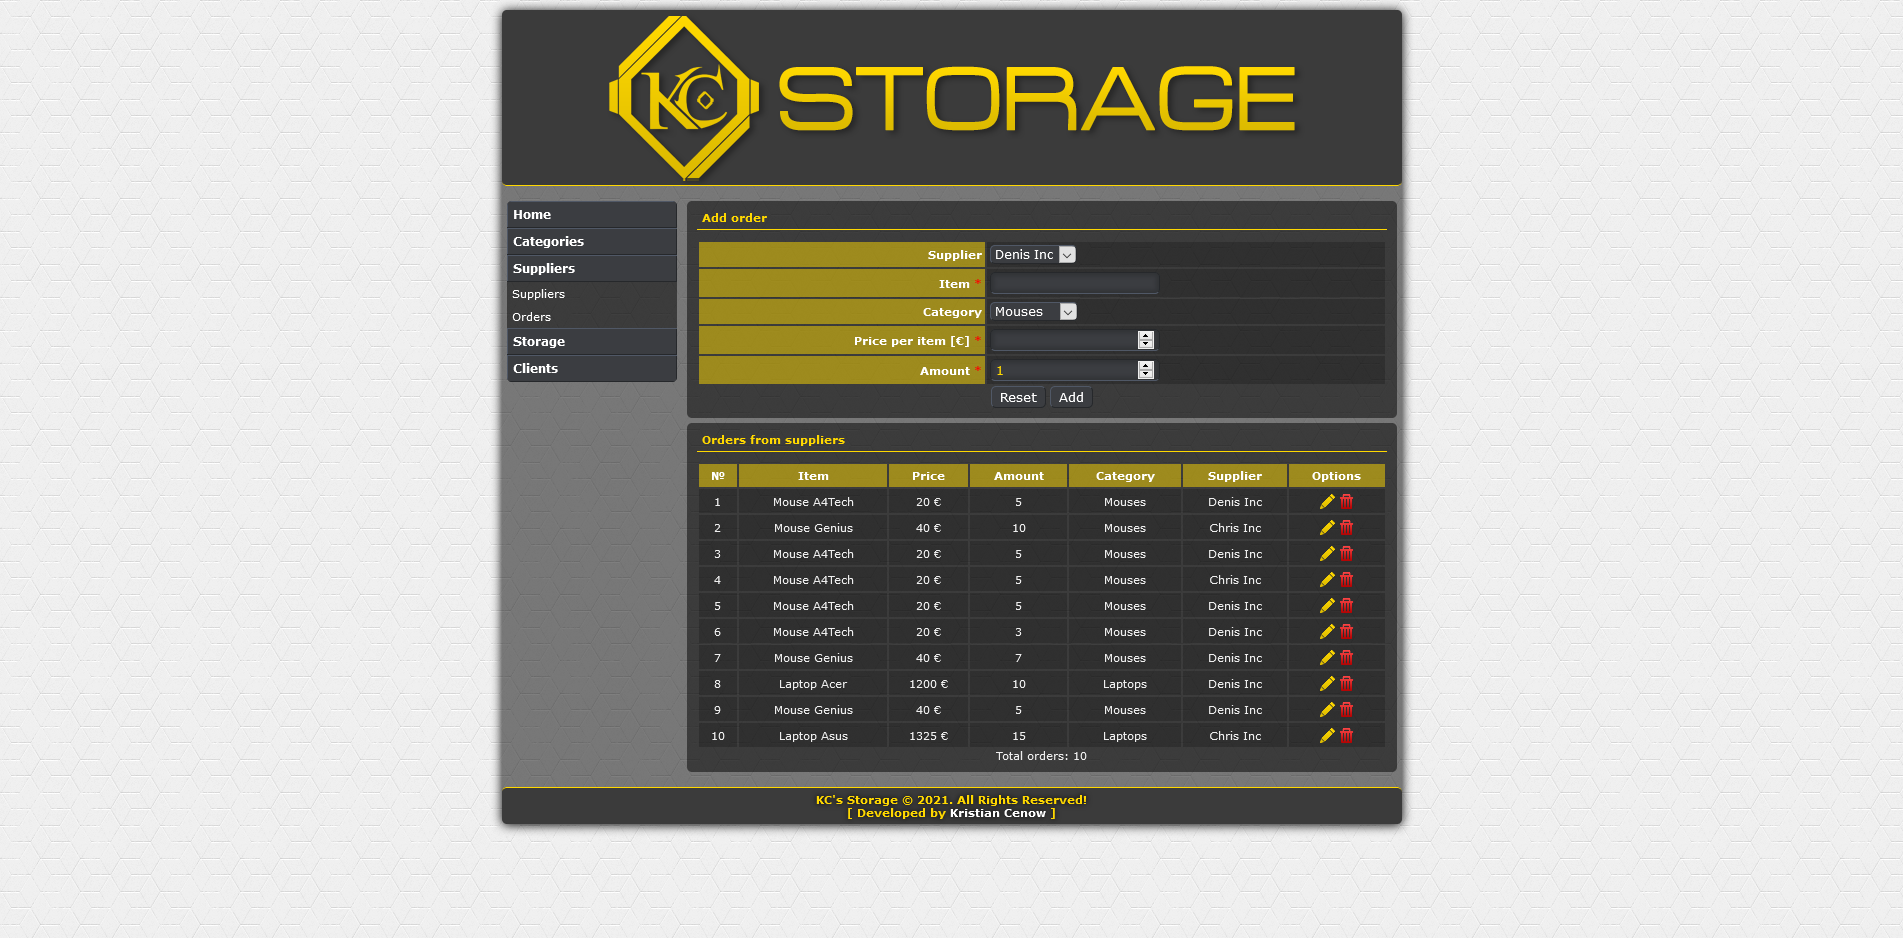 KC STORAGE
Home
Categories
Suppliers
Suppliers
Orders
Storage
Clients
Add order
Supplier Denis Inc
Item *
Category Mouses
Price per item [€] *
Amount * 1
Reset Add
Orders from suppliers
№ Item Price Amount Category Supplier Options
1 Mouse A4Tech 20 € 5 Mouses Denis Inc
2 Mouse Genius 40 € 10 Mouses Chris Inc
3 Mouse A4Tech 20 € 5 Mouses Denis Inc
4 Mouse A4Tech 20 € 5 Mouses Chris Inc
5 Mouse A4Tech 20 € 5 Mouses Denis Inc
6 Mouse A4Tech 20 € 3 Mouses Denis Inc
7 Mouse Genius 40 € 7 Mouses Denis Inc
8 Laptop Acer 1200 € 10 Laptops Denis Inc
9 Mouse Genius 40 € 5 Mouses Denis Inc
10 Laptop Asus 1325 € 15 Laptops Chris Inc
Total orders: 10
KC's Storage © 2021. All Rights Reserved!
[ Developed by Kristian Cenow ]